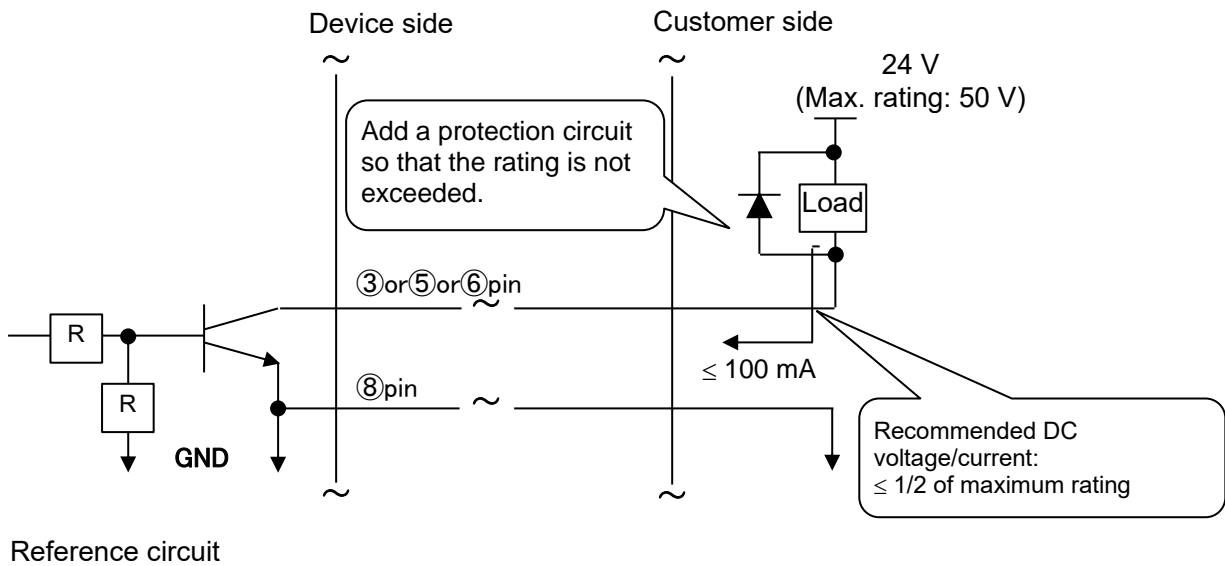 Device side
Customer side
24 V
(Max. rating: 50 V)
Add a protection circuit
so that the rating is not
exceeded.
Load
③or⑤or⑥pin
R
≤ 100 mA
R
⑧pin
GND
Recommended DC
voltage/current:
≤ 1/2 of maximum rating
Reference circuit